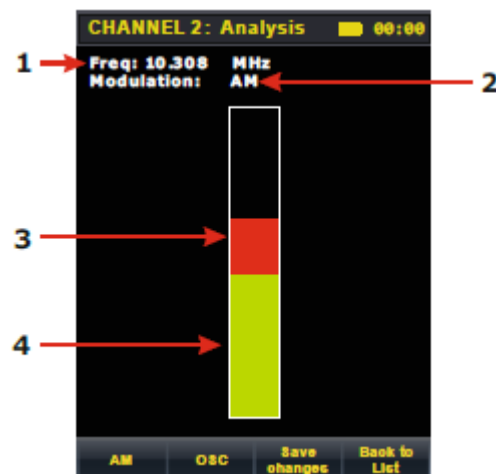 CHANNEL 2: Analysis 00:00
1 Freq: 10.308 MHz
Modulation: AM 2
3
4
AM OSC Save changes Back to List